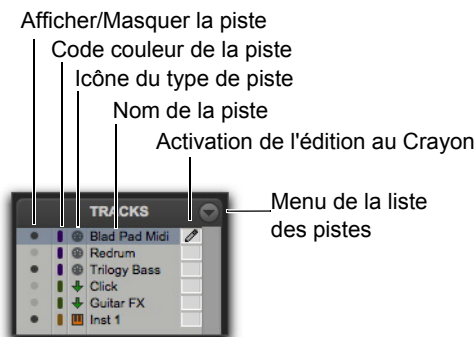 Afficher/Masquer la piste
Code couleur de la piste
Icône du type de piste
Nom de la piste
Activation de l'édition au Crayon
Menu de la liste
des pistes
TRACKS
Blad Pad Midi
Redrum
Trilogy Bass
Click
Guitar FX
Inst 1